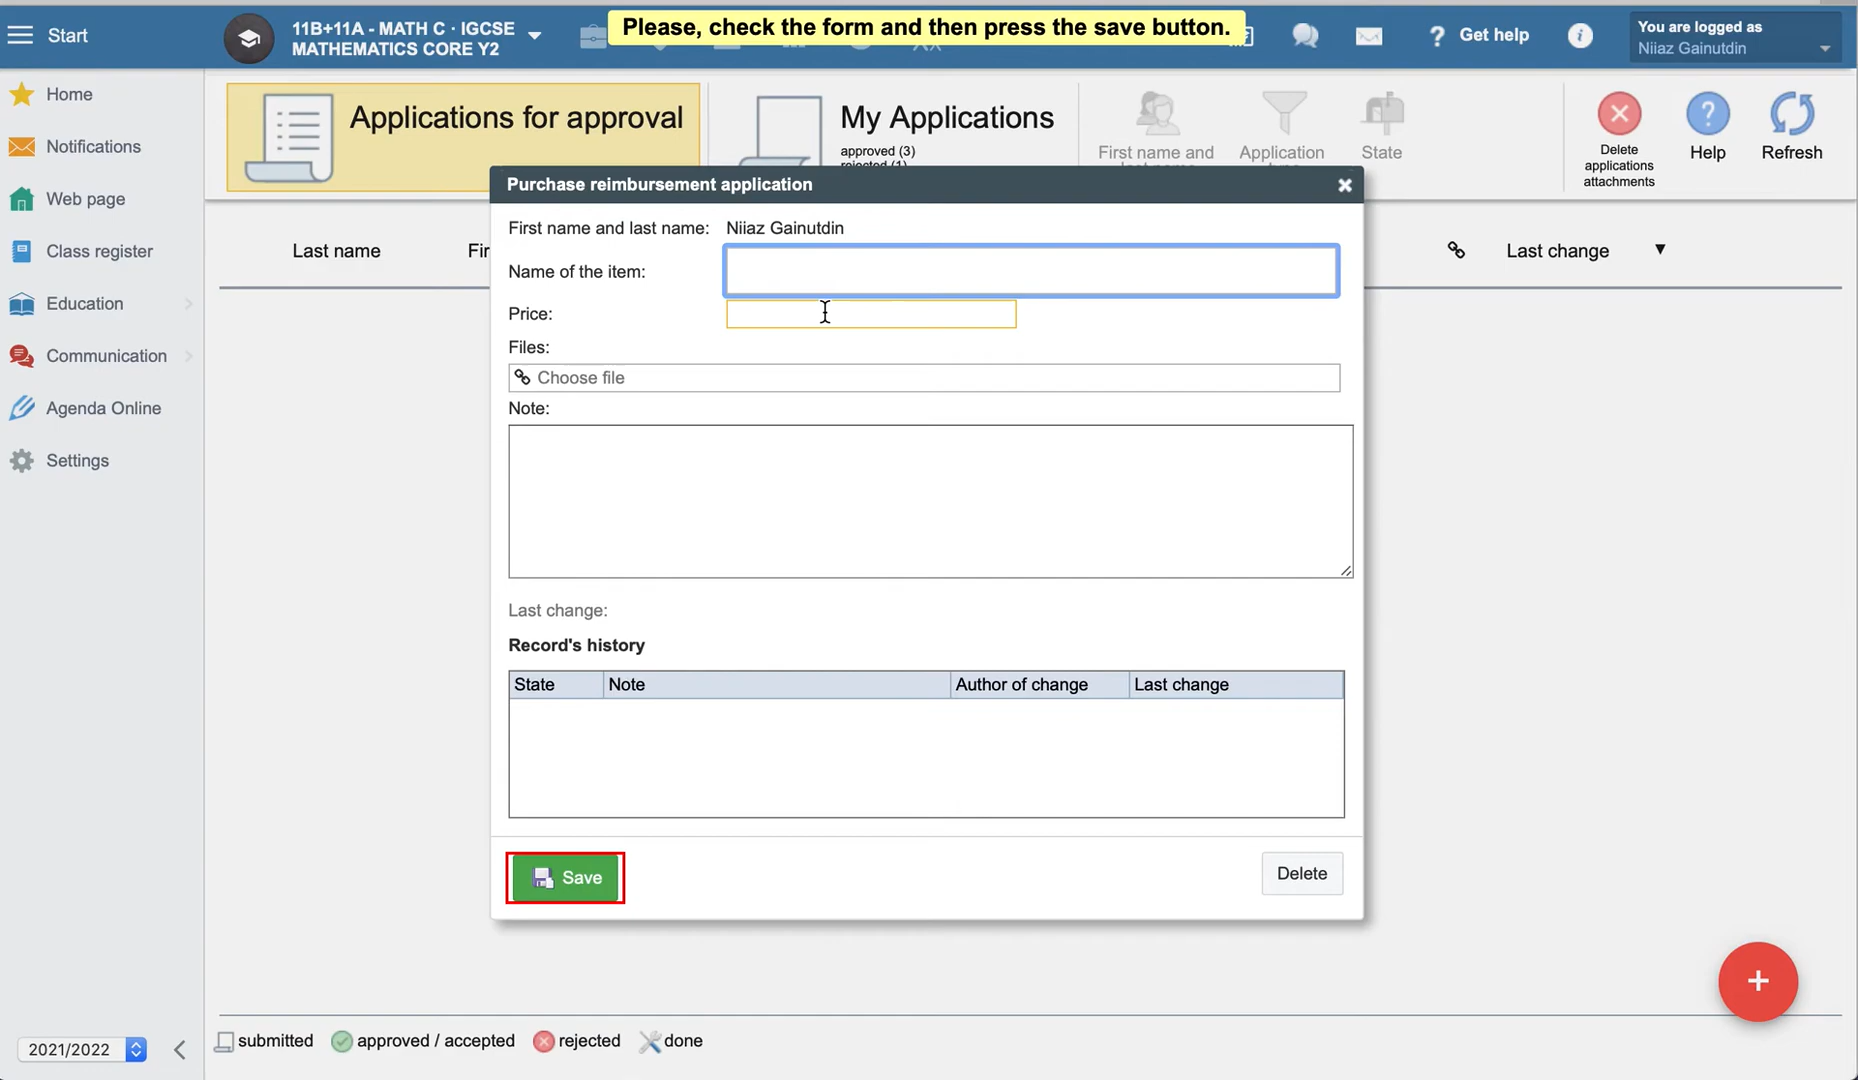 Start
11B+11A - MATH C · IGCSE
MATHEMATICS CORE Y2
Please, check the form and then press the save button.
Get help
You are logged as
Niiaz Gainutdin
Home
Notifications
Web page
Class register
Education
Communication
Agenda Online
Settings
2021/2022
Applications for approval
My Applications
approved (3)
rejected (1)
First name and
Application
State
Delete
applications
attachments
Help
Refresh
Last name
Last change ▼
Purchase reimbursement application
First name and last name: Niiaz Gainutdin
Name of the item:
Price:
Files:
Choose file
Note:
Last change:
Record's history
State Note Author of change Last change
Save
Delete
+
submitted approved / accepted rejected done